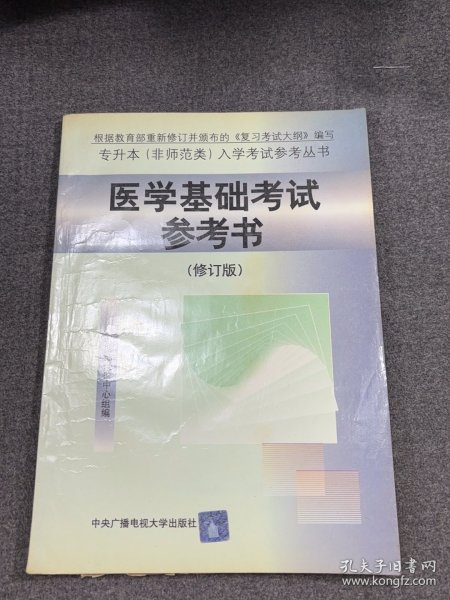 根据教育部重新修订并颁布的《复习考试大纲》编写
专升本(非师范类)入学考试参考丛书
医学基础考试
参考书
(修订版)
中心组编
中央广播电视大学出版社
孔夫子旧书网
www.kongfz.com